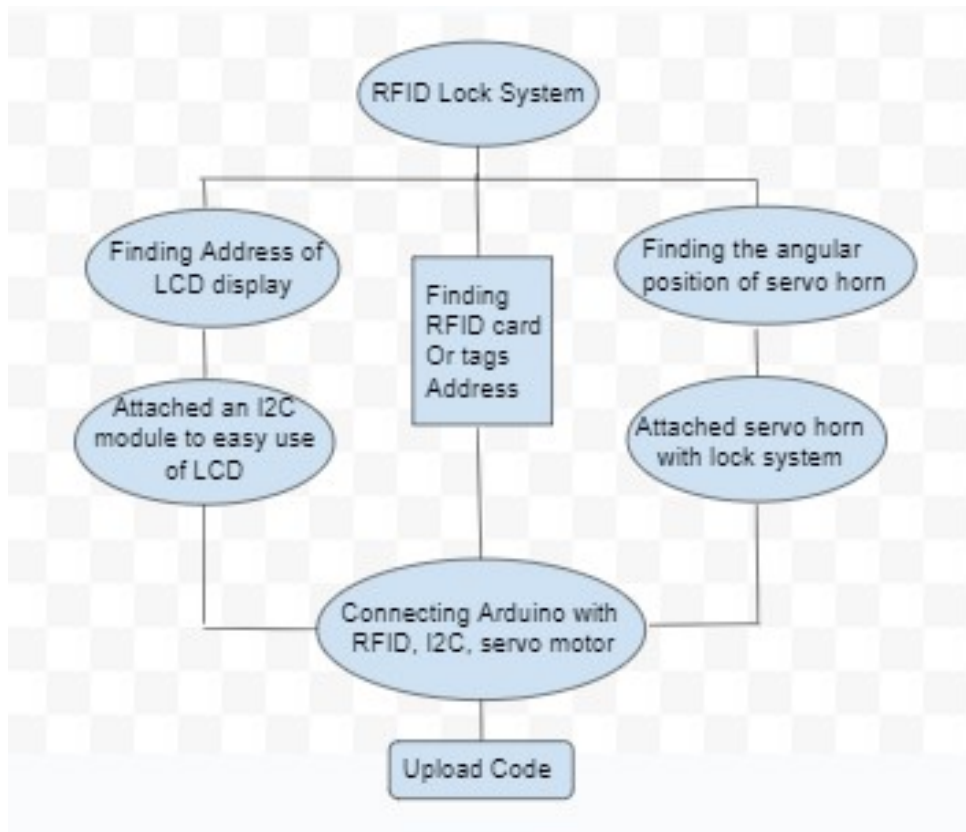 RFID Lock System
Finding Address of
LCD display
Finding
RFID card
Or tags
Address
Finding the angular
position of servo horn
Attached an I2C
module to easy use
of LCD
Attached servo horn
with lock system
Connecting Arduino with
RFID, I2C, servo motor
Upload Code